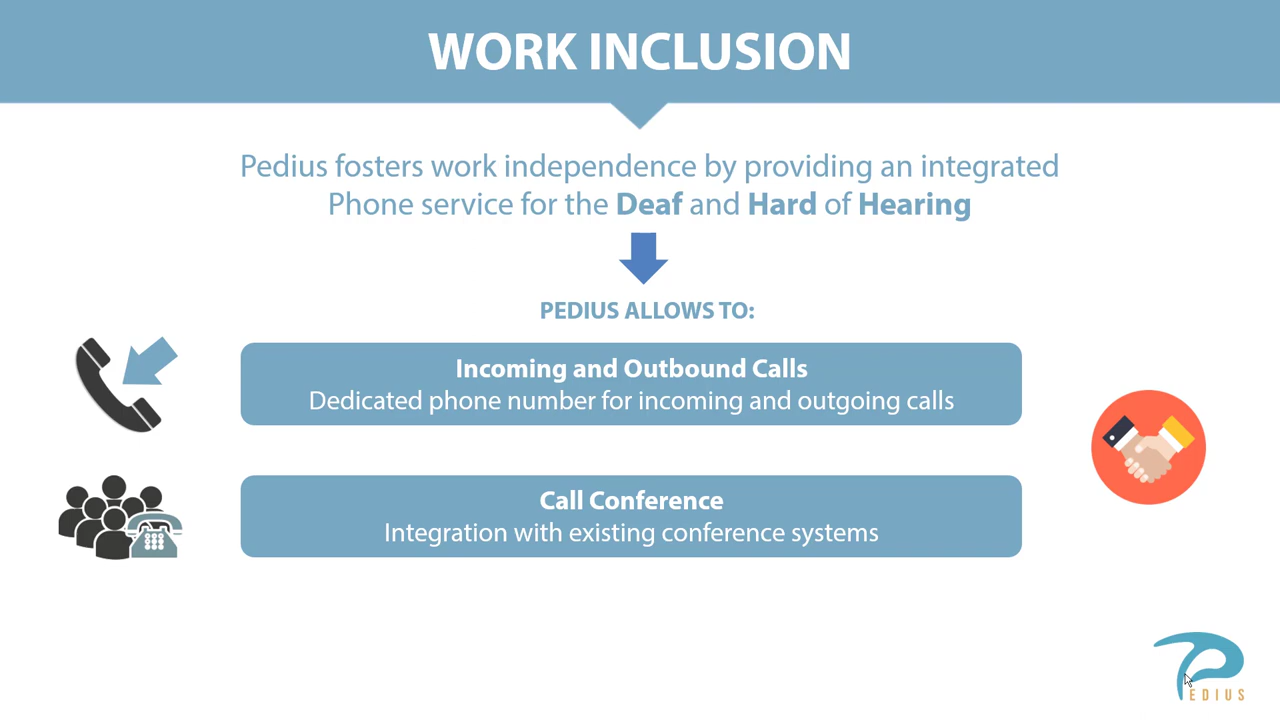 WORK INCLUSION
Pedius fosters work independence by providing an integrated
Phone service for the Deaf and Hard of Hearing
PEDIUS ALLOWS TO:
Incoming and Outbound Calls
Dedicated phone number for incoming and outgoing calls
Call Conference
Integration with existing conference systems
PEDIUS